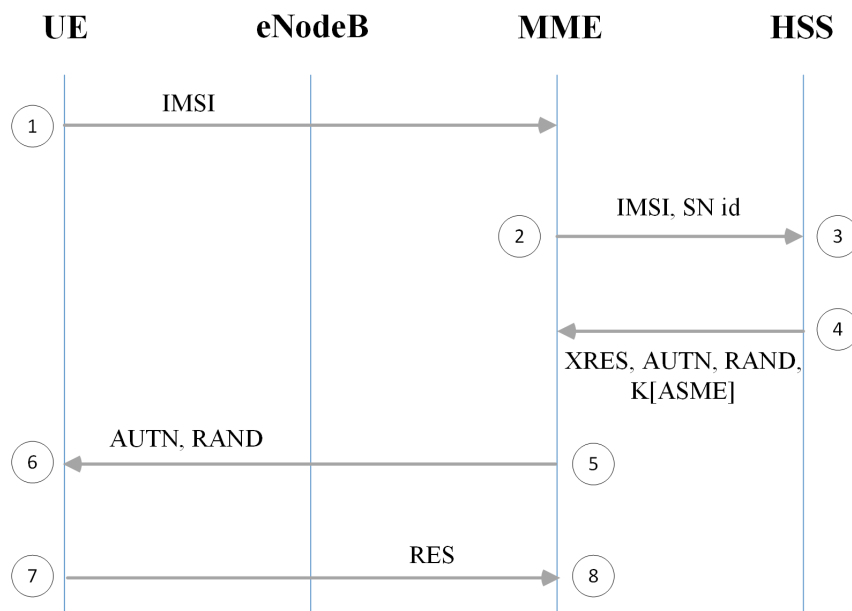 UE eNodeB MME HSS
IMSI
1
IMSI, SN id
2 3
4
XRES, AUTN, RAND,
K[ASME]
AUTN, RAND
6 5
RES
7 8